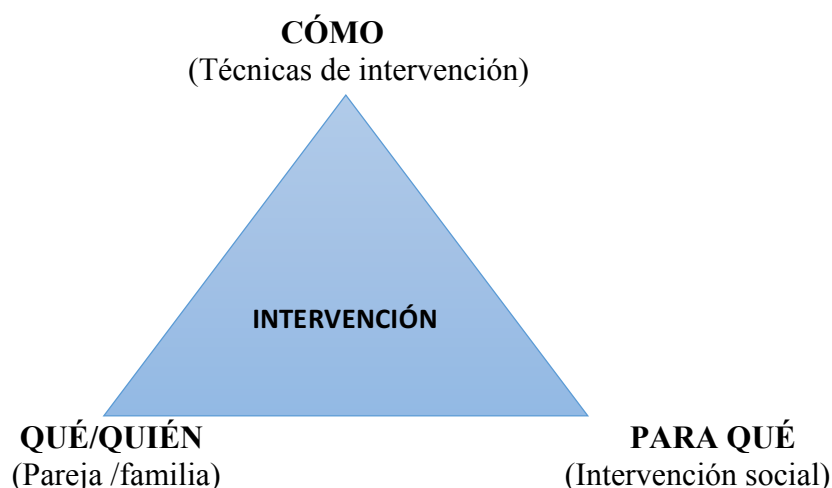 CÓMO
(Técnicas de intervención)
INTERVENCIÓN
QUÉ/QUIÉN
(Pareja /familia)
PARA QUÉ
(Intervención social)